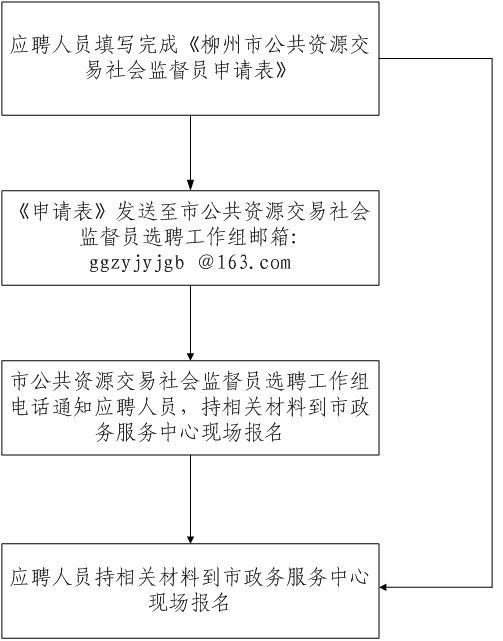 应聘人员填写完成《柳州市公共资源交
易社会监督员申请表》
《申请表》发送至市公共资源交易社会
监督员选聘工作组邮箱:
ggzyjyjgb @163.com
市公共资源交易社会监督员选聘工作组
电话通知应聘人员，持相关材料到市政
务服务中心现场报名
应聘人员持相关材料到市政务服务中心
现场报名